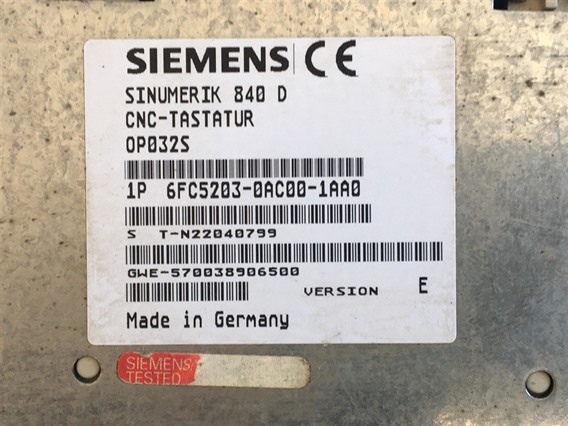 SIEMENS CE
SINUMERIK 840 D
CNC-TASTATUR
OP032S
1P 6FC5203-0AC00-1AA0
S T-N22040799
GWE-570038906500
VERSION E
Made in Germany
SIEMENS
TESTED